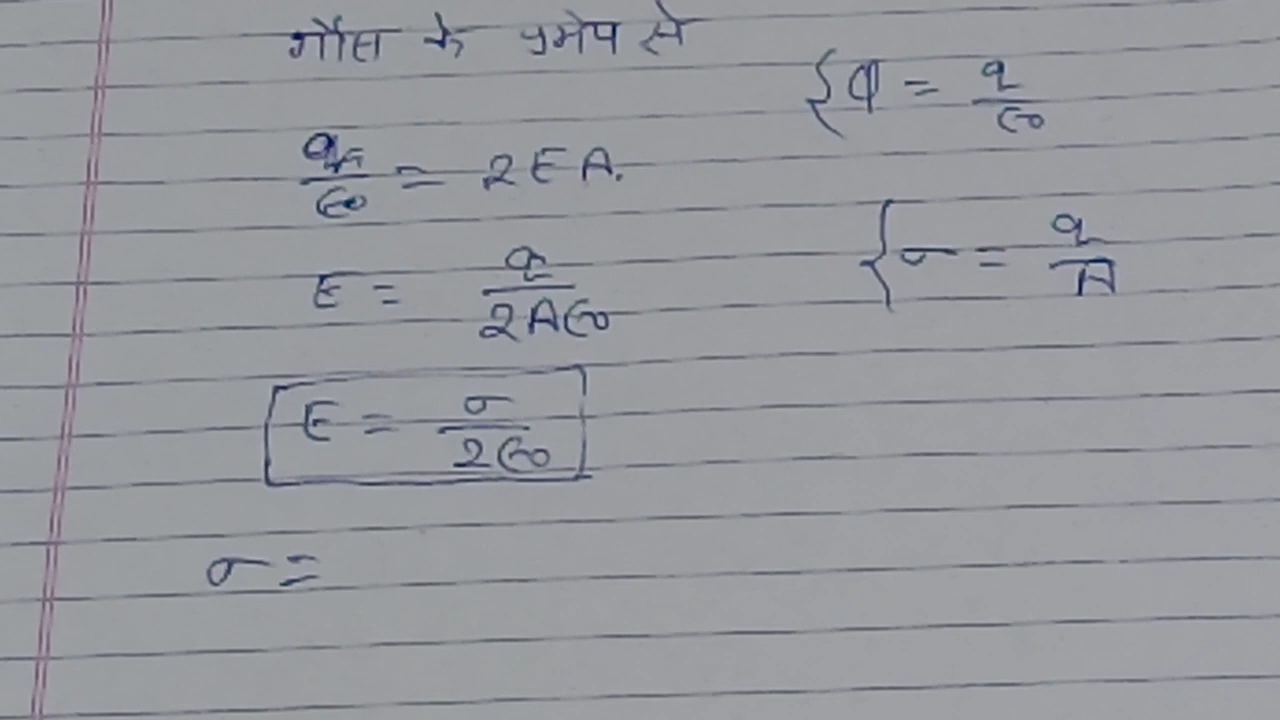 गौस के प्रमेय से
{Φ = q/ϵ₀
q/ϵ₀ = 2EA.
{σ = q/A
E = q/2Aϵ₀
E = σ/2ϵ₀
σ =